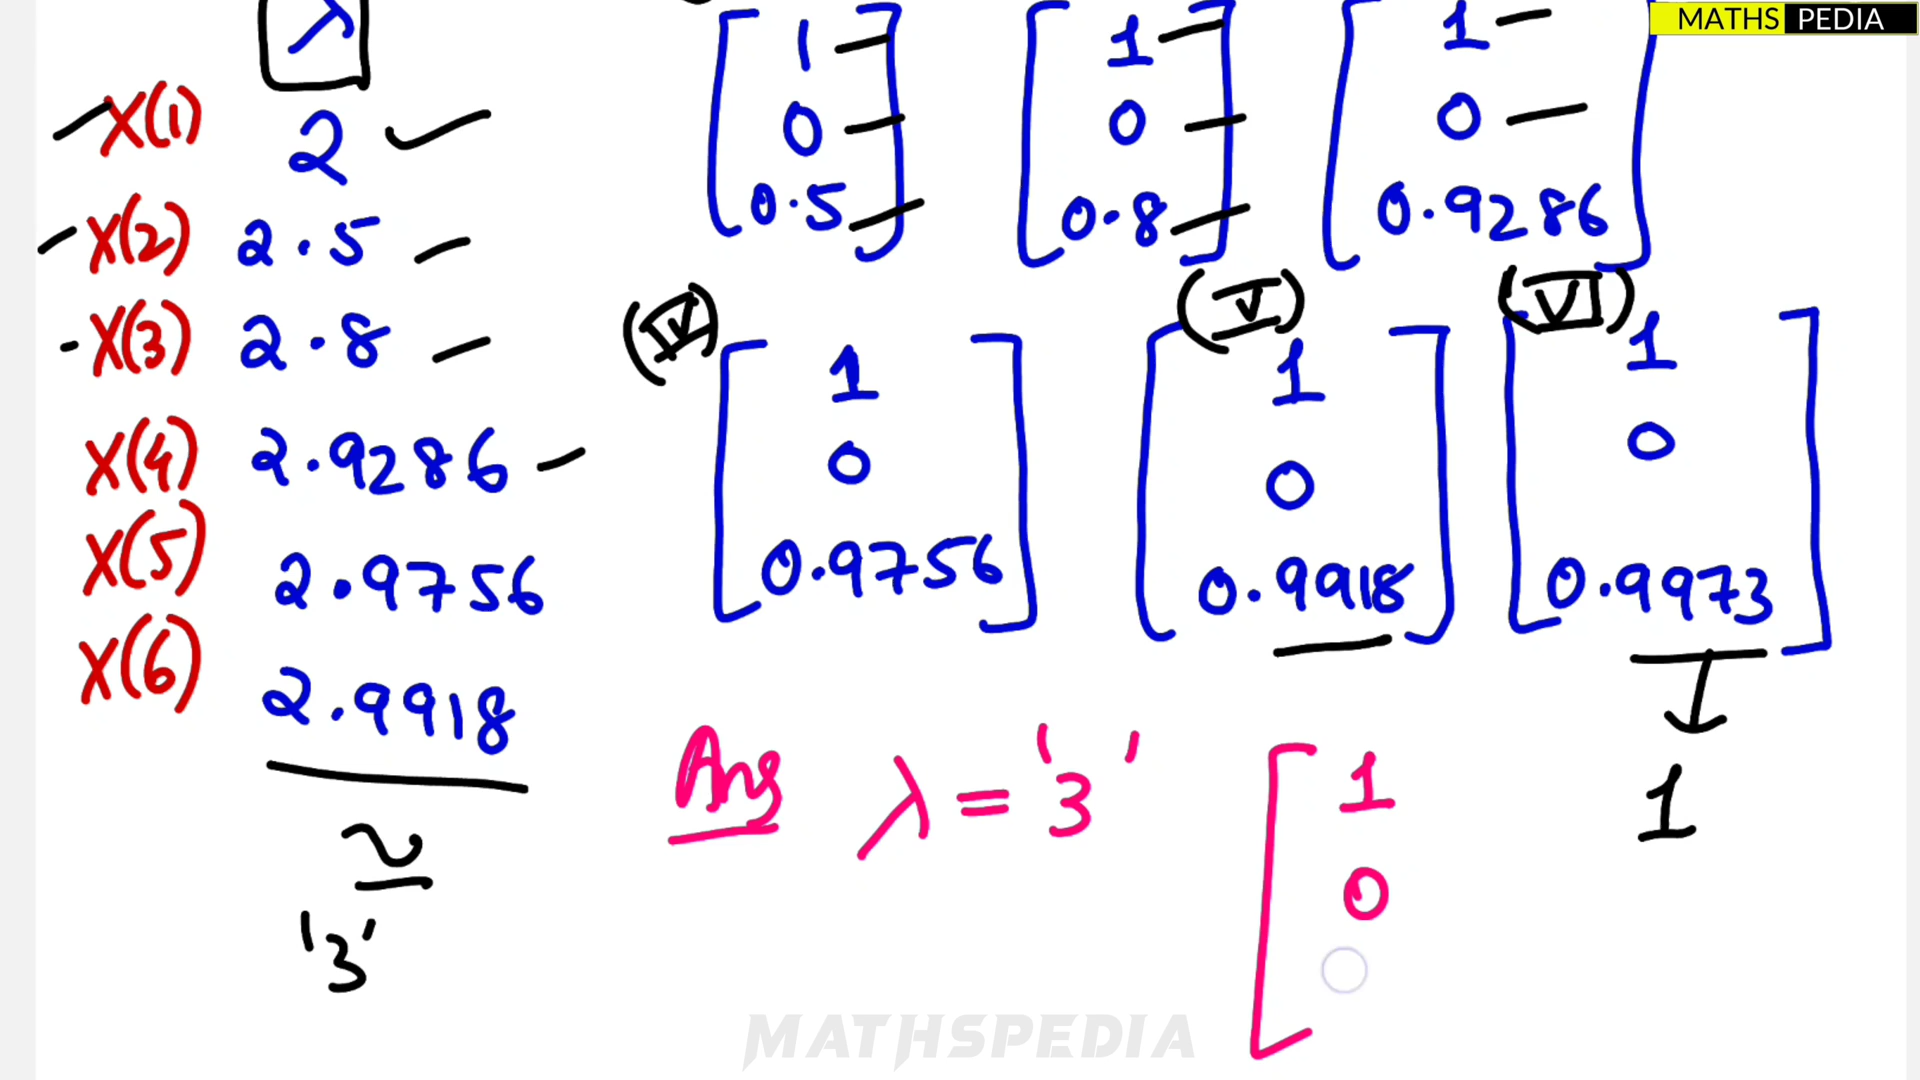 MATHS PEDIA
λ
X(1) 2
X(2) 2.5
X(3) 2.8
X(4) 2.9286
X(5) 2.9756
X(6) 2.9918
≃
'3'
1
0
0.5
1
0
0.8
1
0
0.9286
(IV)
1
0
0.9756
(V)
1
0
0.9918
(VI)
1
0
0.9973
↓
1
Ans λ = '3'
1
0
MATHSPEDIA